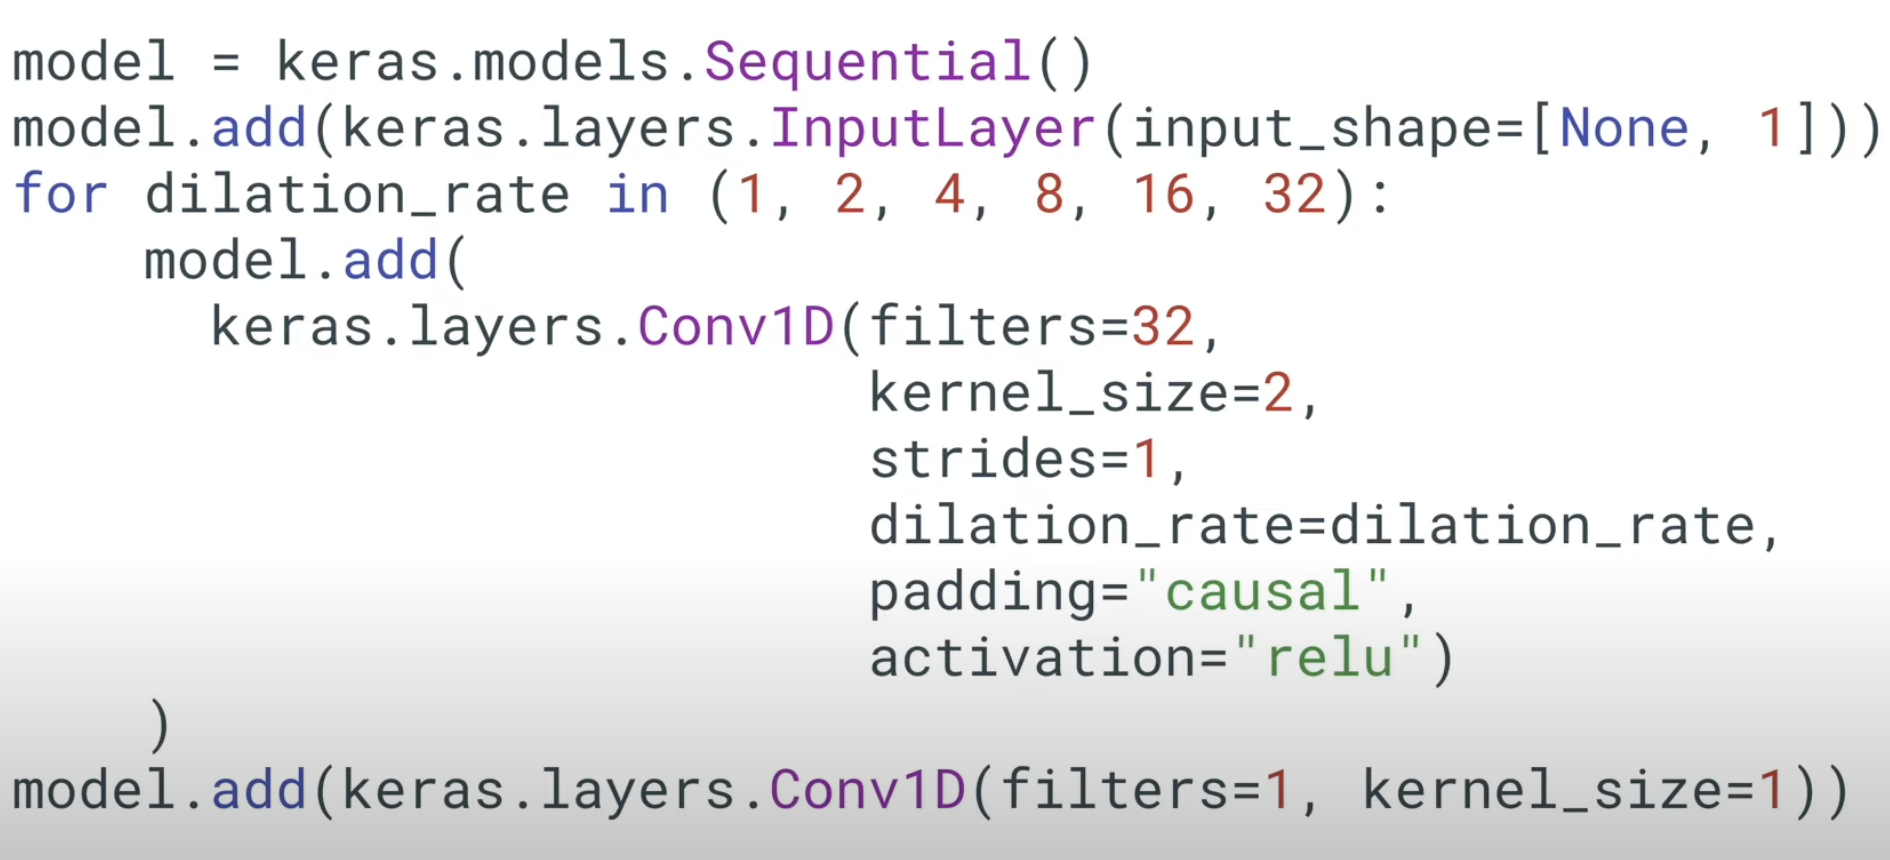 model = keras.models.Sequential()
model.add(keras.layers.InputLayer(input_shape=[None, 1]))
for dilation_rate in (1, 2, 4, 8, 16, 32):
    model.add(
      keras.layers.Conv1D(filters=32,
                          kernel_size=2,
                          strides=1,
                          dilation_rate=dilation_rate,
                          padding="causal",
                          activation="relu")
    )
model.add(keras.layers.Conv1D(filters=1, kernel_size=1))